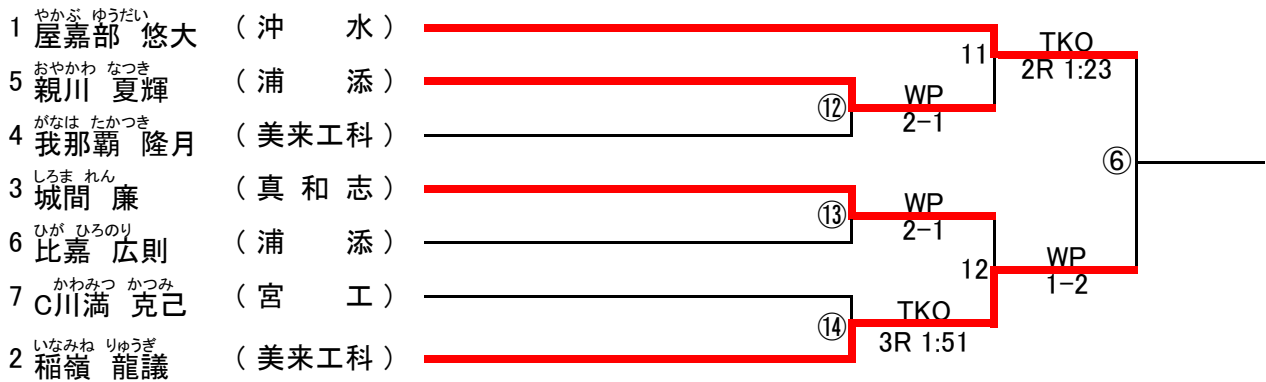 やかぶ ゆうだい
1 屋嘉部 悠大 (沖 水)
おやかわ なつき
5 親川 夏輝 (浦 添)
がなは たかつき
4 我那覇 隆月 (美来工科)
しろま れん
3 城間 廉 (真 和 志)
ひが ひろのり
6 比嘉 広則 (浦 添)
かわみつ かつみ
7 C川満 克己 (宮 工)
いなみね りゅうぎ
2 稲嶺 龍議 (美来工科)
⑫
WP
2-1
⑬
WP
2-1
⑭
TKO
3R 1:51
11
TKO
2R 1:23
12
WP
1-2
⑥